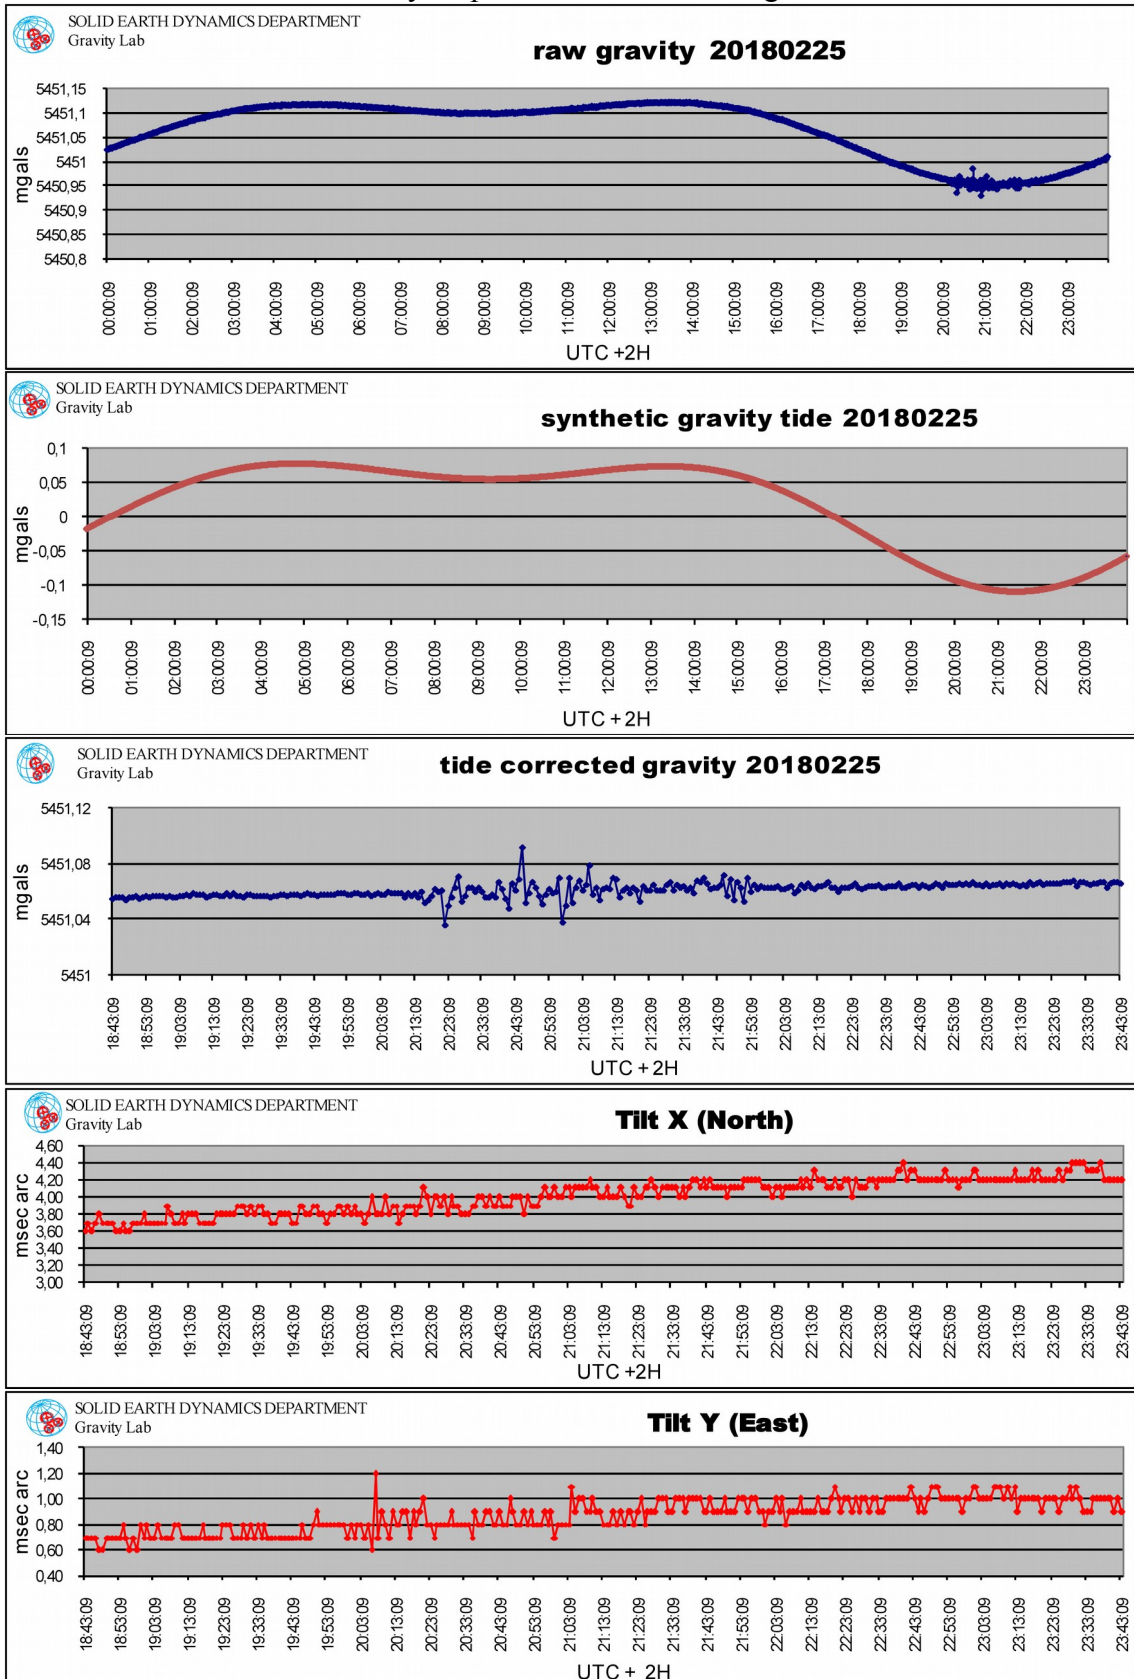 SOLID EARTH DYNAMICS DEPARTMENT
Gravity Lab
raw gravity 20180225
5451,15
5451,1
5451,05
5451
5450,95
5450,9
5450,85
5450,8
mgals
00:00:09 01:00:09 02:00:09 03:00:09 04:00:09 05:00:09 06:00:09 07:00:09 08:00:09 09:00:09 10:00:09 11:00:09 12:00:09 13:00:09 14:00:09 15:00:09 16:00:09 17:00:09 18:00:09 19:00:09 20:00:09 21:00:09 22:00:09 23:00:09
UTC +2H
SOLID EARTH DYNAMICS DEPARTMENT
Gravity Lab
synthetic gravity tide 20180225
0,1
0,05
0
-0,05
-0,1
-0,15
mgals
00:00:09 01:00:09 02:00:09 03:00:09 04:00:09 05:00:09 06:00:09 07:00:09 08:00:09 09:00:09 10:00:09 11:00:09 12:00:09 13:00:09 14:00:09 15:00:09 16:00:09 17:00:09 18:00:09 19:00:09 20:00:09 21:00:09 22:00:09 23:00:09
UTC + 2H
SOLID EARTH DYNAMICS DEPARTMENT
Gravity Lab
tide corrected gravity 20180225
5451,12
5451,08
5451,04
5451
mgals
18:43:09 18:53:09 19:03:09 19:13:09 19:23:09 19:33:09 19:43:09 19:53:09 20:03:09 20:13:09 20:23:09 20:33:09 20:43:09 20:53:09 21:03:09 21:13:09 21:23:09 21:33:09 21:43:09 21:53:09 22:03:09 22:13:09 22:23:09 22:33:09 22:43:09 22:53:09 23:03:09 23:13:09 23:23:09 23:33:09 23:43:09
UTC + 2H
SOLID EARTH DYNAMICS DEPARTMENT
Gravity Lab
Tilt X (North)
4,60
4,40
4,20
4,00
3,80
3,60
3,40
3,20
3,00
msec arc
18:43:09 18:53:09 19:03:09 19:13:09 19:23:09 19:33:09 19:43:09 19:53:09 20:03:09 20:13:09 20:23:09 20:33:09 20:43:09 20:53:09 21:03:09 21:13:09 21:23:09 21:33:09 21:43:09 21:53:09 22:03:09 22:13:09 22:23:09 22:33:09 22:43:09 22:53:09 23:03:09 23:13:09 23:23:09 23:33:09 23:43:09
UTC +2H
SOLID EARTH DYNAMICS DEPARTMENT
Gravity Lab
Tilt Y (East)
1,40
1,20
1,00
0,80
0,60
0,40
msec arc
18:43:09 18:53:09 19:03:09 19:13:09 19:23:09 19:33:09 19:43:09 19:53:09 20:03:09 20:13:09 20:23:09 20:33:09 20:43:09 20:53:09 21:03:09 21:13:09 21:23:09 21:33:09 21:43:09 21:53:09 22:03:09 22:13:09 22:23:09 22:33:09 22:43:09 22:53:09 23:03:09 23:13:09 23:23:09 23:33:09 23:43:09
UTC + 2H